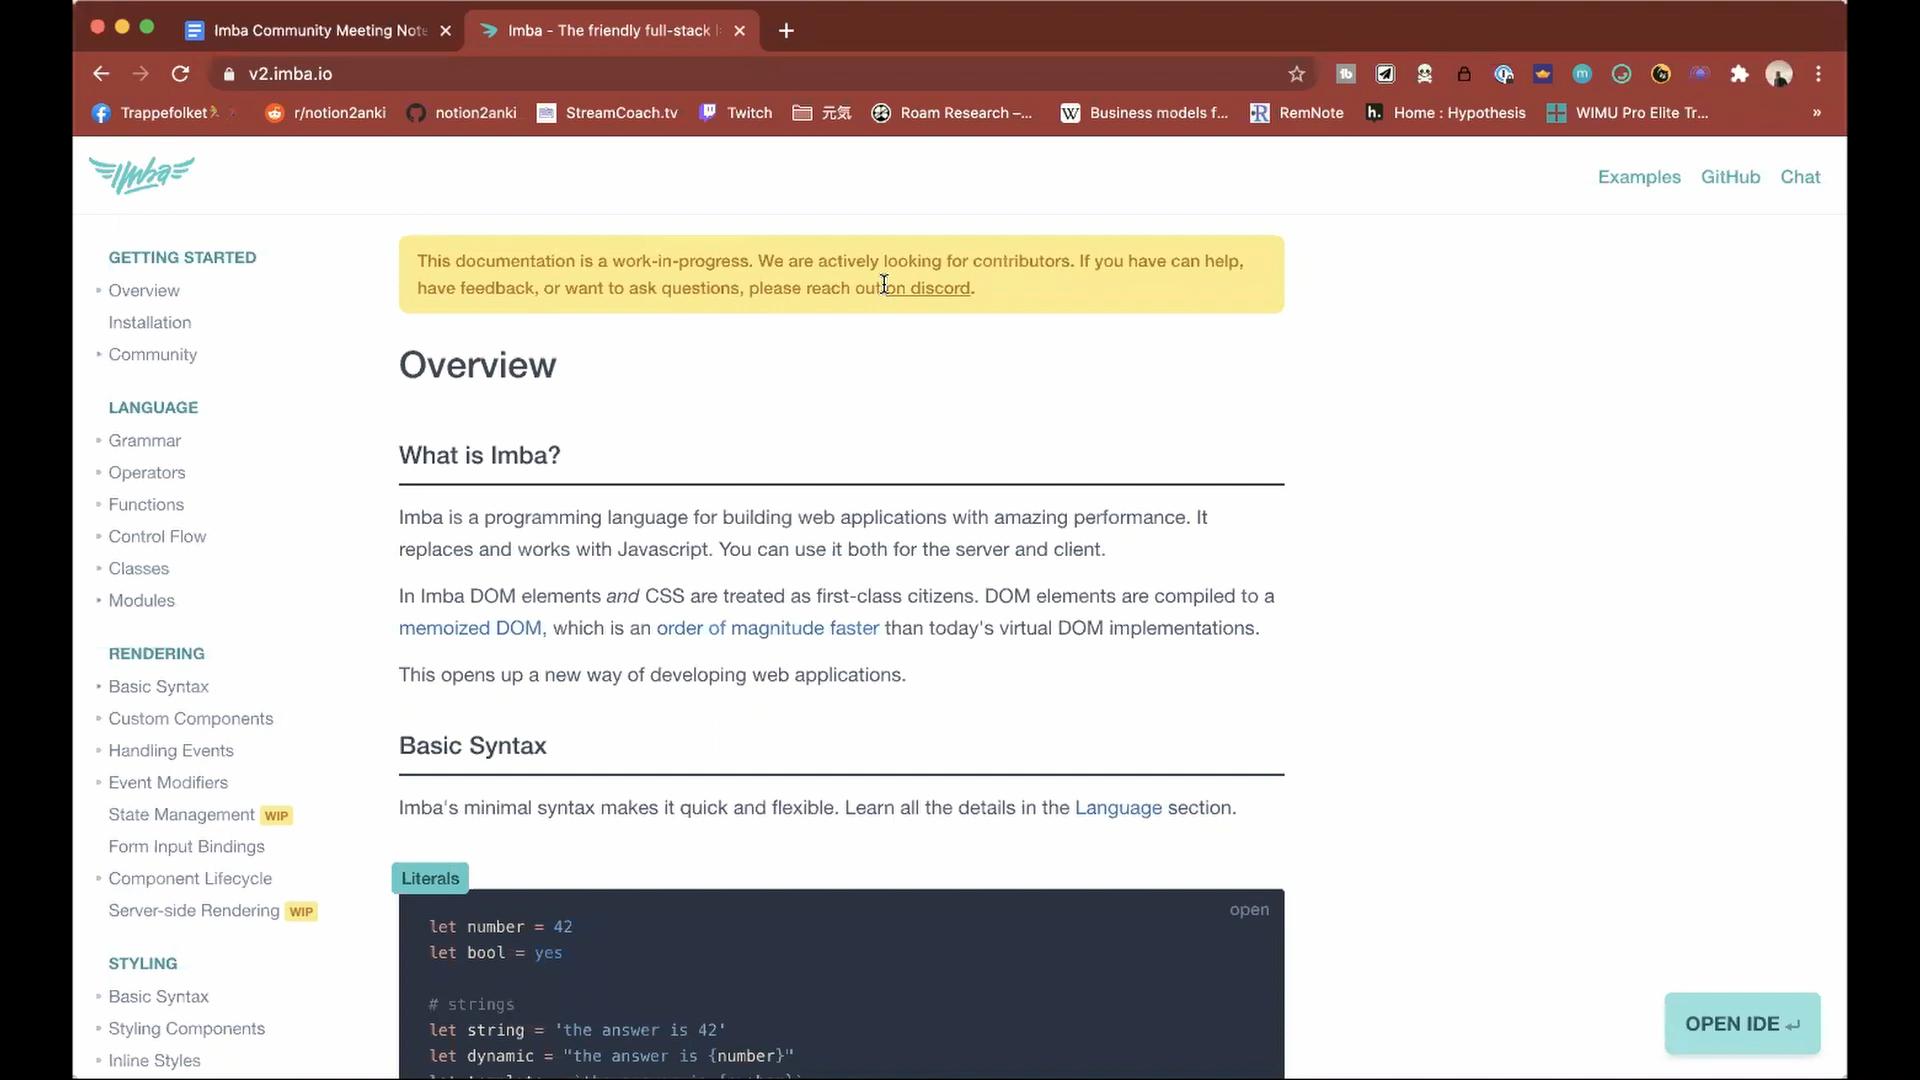 Imba Community Meeting Note
Imba - The friendly full-stack
v2.imba.io
Trappefolket
r/notion2anki
notion2anki
StreamCoach.tv
Twitch
元気
Roam Research –...
Business models f...
RemNote
Home : Hypothesis
WIMU Pro Elite Tr...
»
Imba
Examples
GitHub
Chat
GETTING STARTED
Overview
Installation
Community
LANGUAGE
Grammar
Operators
Functions
Control Flow
Classes
Modules
RENDERING
Basic Syntax
Custom Components
Handling Events
Event Modifiers
State Management WIP
Form Input Bindings
Component Lifecycle
Server-side Rendering WIP
STYLING
Basic Syntax
Styling Components
Inline Styles
This documentation is a work-in-progress. We are actively looking for contributors. If you have can help,
have feedback, or want to ask questions, please reach out on discord.
Overview
What is Imba?
Imba is a programming language for building web applications with amazing performance. It
replaces and works with Javascript. You can use it both for the server and client.
In Imba DOM elements and CSS are treated as first-class citizens. DOM elements are compiled to a
memoized DOM, which is an order of magnitude faster than today's virtual DOM implementations.
This opens up a new way of developing web applications.
Basic Syntax
Imba's minimal syntax makes it quick and flexible. Learn all the details in the Language section.
Literals
open
let number = 42
let bool = yes
# strings
let string = 'the answer is 42'
let dynamic = "the answer is {number}"
OPEN IDE ↵